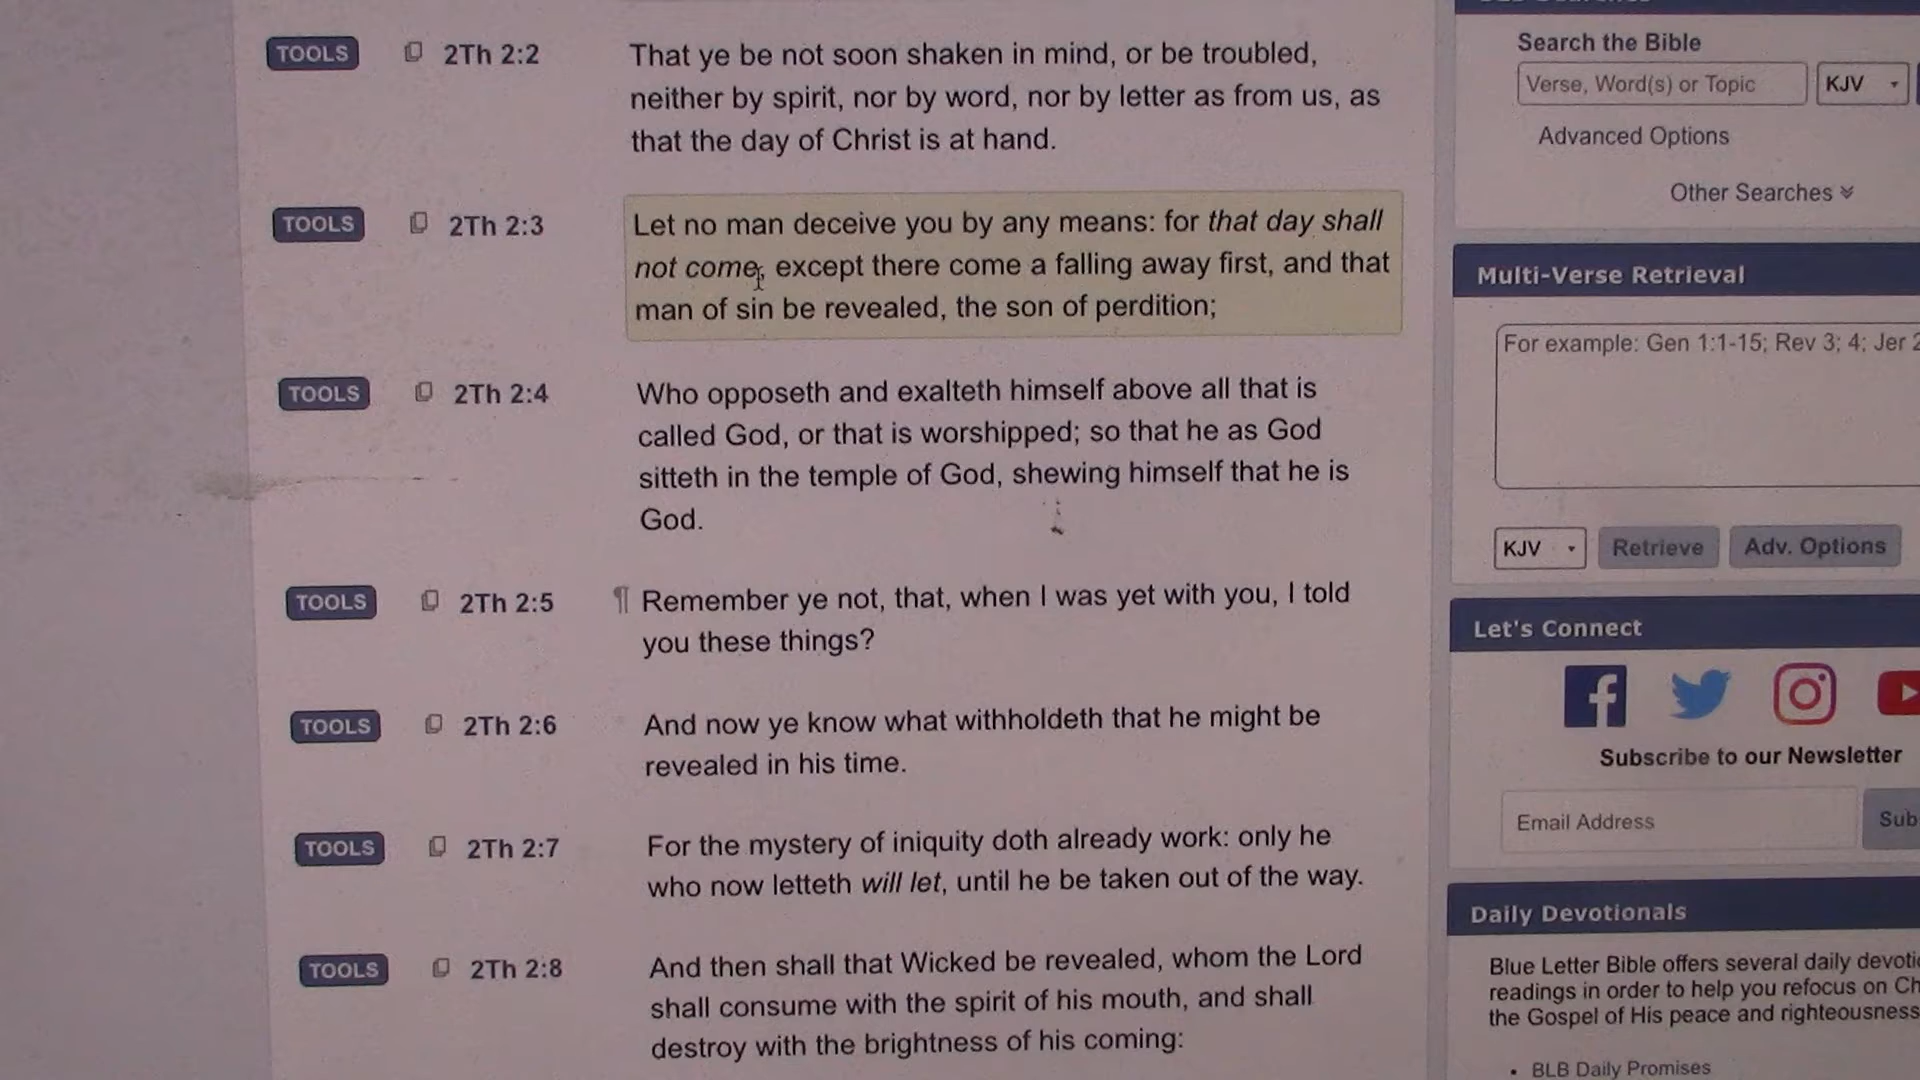 TOOLS 2Th 2:2 That ye be not soon shaken in mind, or be troubled,
neither by spirit, nor by word, nor by letter as from us, as
that the day of Christ is at hand.
TOOLS 2Th 2:3 Let no man deceive you by any means: for that day shall
not come, except there come a falling away first, and that
man of sin be revealed, the son of perdition;
TOOLS 2Th 2:4 Who opposeth and exalteth himself above all that is
called God, or that is worshipped; so that he as God
sitteth in the temple of God, shewing himself that he is
God.
TOOLS 2Th 2:5 ¶ Remember ye not, that, when I was yet with you, I told
you these things?
TOOLS 2Th 2:6 And now ye know what withholdeth that he might be
revealed in his time.
TOOLS 2Th 2:7 For the mystery of iniquity doth already work: only he
who now letteth will let, until he be taken out of the way.
TOOLS 2Th 2:8 And then shall that Wicked be revealed, whom the Lord
shall consume with the spirit of his mouth, and shall
destroy with the brightness of his coming:
Search the Bible
Verse, Word(s) or Topic KJV
Advanced Options
Other Searches
Multi-Verse Retrieval
For example: Gen 1:1-15; Rev 3; 4; Jer
KJV Retrieve Adv. Options
Let's Connect
Subscribe to our Newsletter
Email Address Sub
Daily Devotionals
Blue Letter Bible offers several daily devoti
readings in order to help you refocus on Ch
the Gospel of His peace and righteousness
• BLB Daily Promises